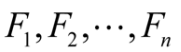 F₁, F₂, ⋯, Fₙ